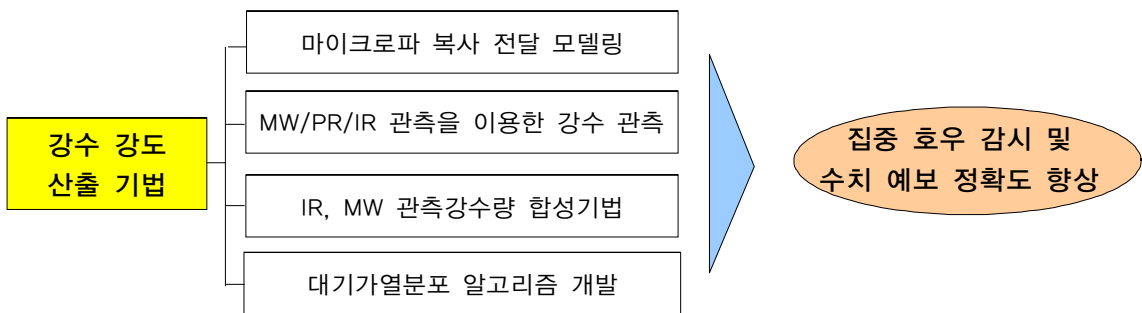 강수 강도
산출 기법
마이크로파 복사 전달 모델링
MW/PR/IR 관측을 이용한 강수 관측
IR, MW 관측강수량 합성기법
대기가열분포 알고리즘 개발
집중 호우 감시 및
수치 예보 정확도 향상